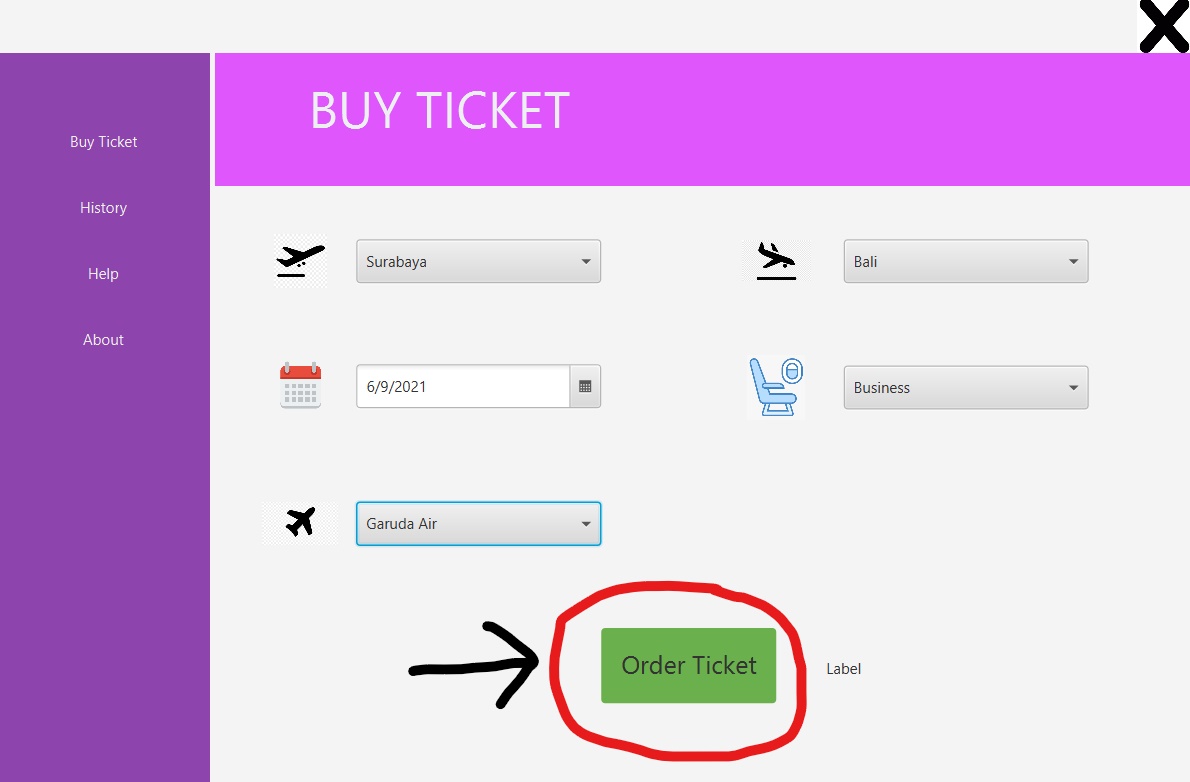 BUY TICKET
Buy Ticket
History
Help
About
Surabaya
Bali
6/9/2021
Business
Garuda Air
Order Ticket
Label